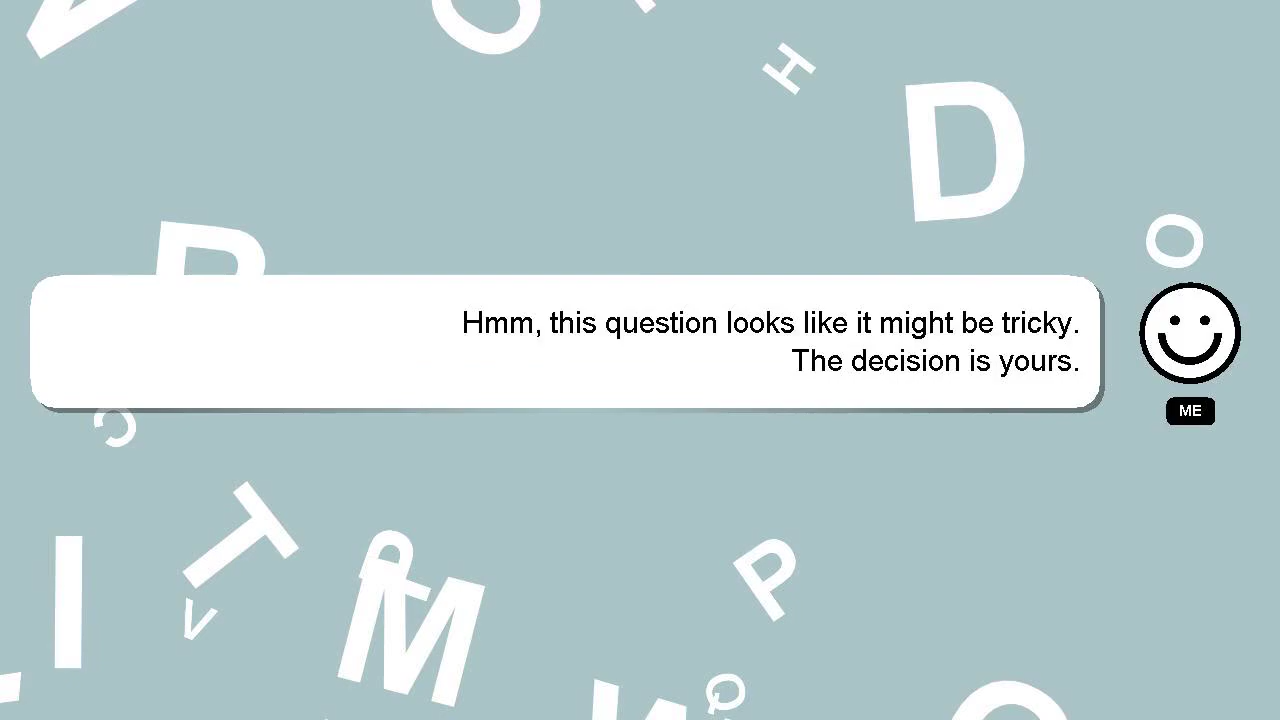 H
D
O
Hmm, this question looks like it might be tricky.
The decision is yours.
ME
C
T
I
P
V
M
P
Q